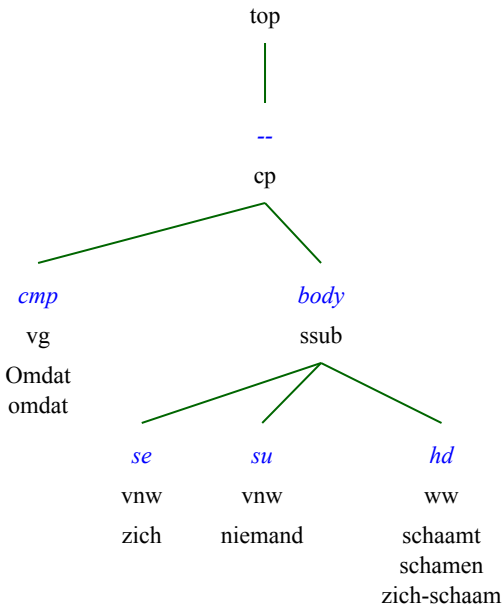 top
--
cp
cmp body
vg ssub
Omdat
omdat
se su hd
vnw vnw ww
zich niemand schaamt
schamen
zich-schaam